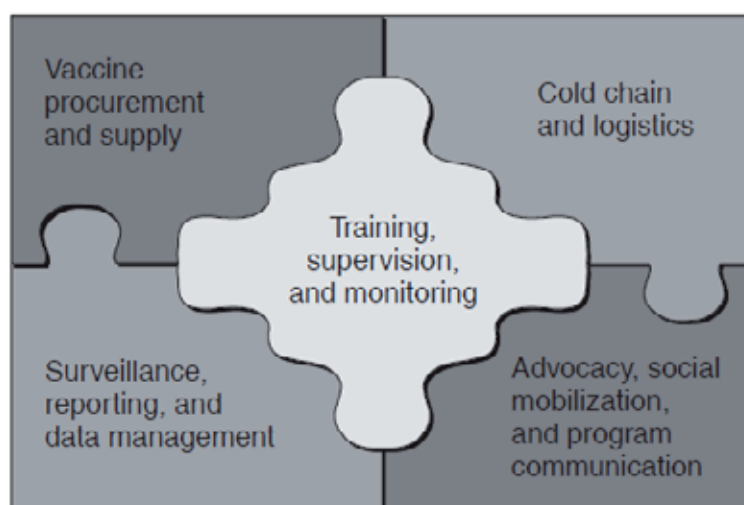 Vaccine
procurement
and supply
Cold chain
and logistics
Training,
supervision,
and monitoring
Surveillance,
reporting, and
data management
Advocacy, social
mobilization,
and program
communication